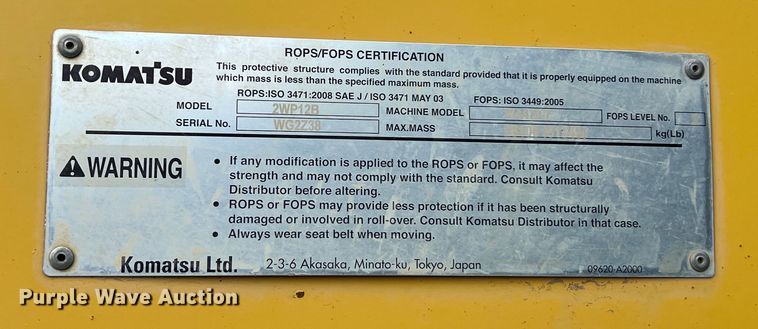 KOMATSU
ROPS/FOPS CERTIFICATION
This protective structure complies with the standard provided that it is properly equipped on the machine
which mass is less than the specified maximum mass.
ROPS:ISO 3471:2008 SAE J / ISO 3471 MAY 03 FOPS: ISO 3449:2005
MODEL 2WP12B MACHINE MODEL FOPS LEVEL No.
SERIAL No. WG2Z38 MAX.MASS kg(Lb)
WARNING
• If any modification is applied to the ROPS or FOPS, it may affect the
strength and may not comply with the standard. Consult Komatsu
Distributor before altering.
• ROPS or FOPS may provide less protection if it has been structurally
damaged or involved in roll-over. Consult Komatsu Distributor in that case.
• Always wear seat belt when moving.
Komatsu Ltd. 2-3-6 Akasaka, Minato-ku, Tokyo, Japan 09620-A2000
Purple Wave Auction